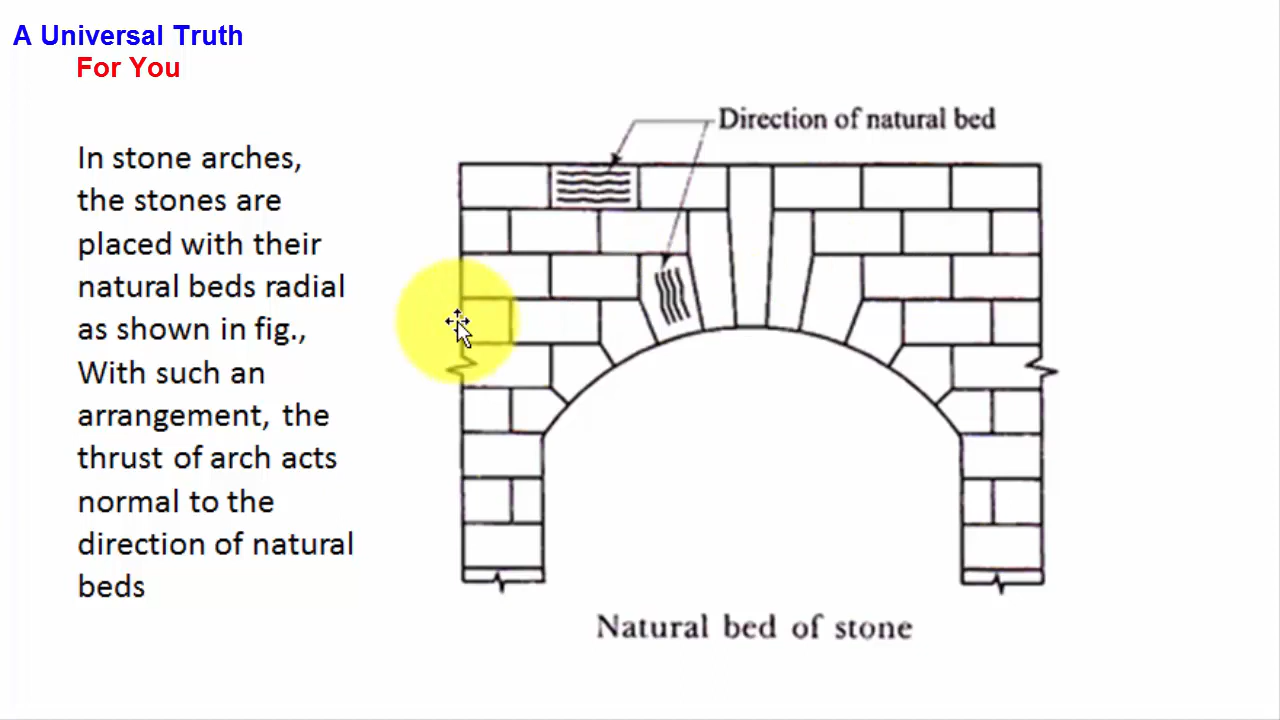 A Universal Truth
For You
Direction of natural bed
In stone arches,
the stones are
placed with their
natural beds radial
as shown in fig.,
With such an
arrangement, the
thrust of arch acts
normal to the
direction of natural
beds
Natural bed of stone